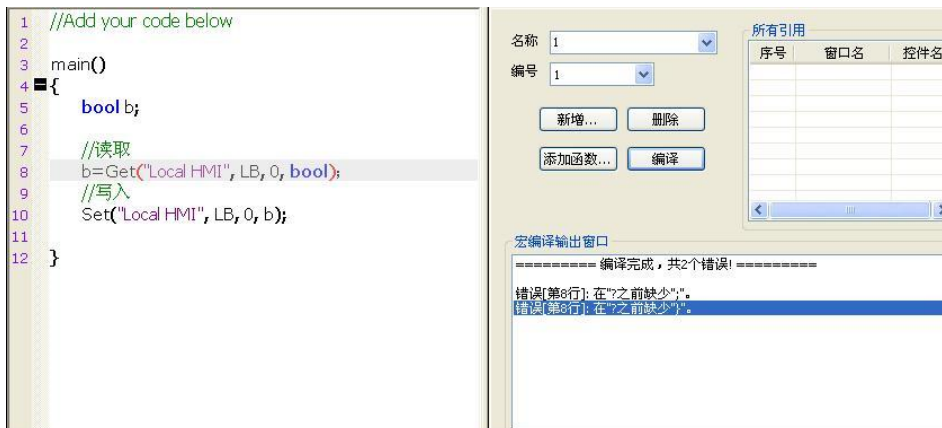 1 //Add your code below
2
3 main()
4 {
5 bool b;
6
7 //读取
8 b=Get("Local HMI", LB, 0, bool);
9 //写入
10 Set("Local HMI", LB, 0, b);
11
12 }
名称 1
编号 1
新增... 删除
添加函数... 编译
所有引用
序号 窗口名 控件名
宏编译输出窗口
========= 编译完成，共2个错误! =========
错误[第8行]: 在"?之前缺少";"。
错误[第8行]: 在"?之前缺少"}"。